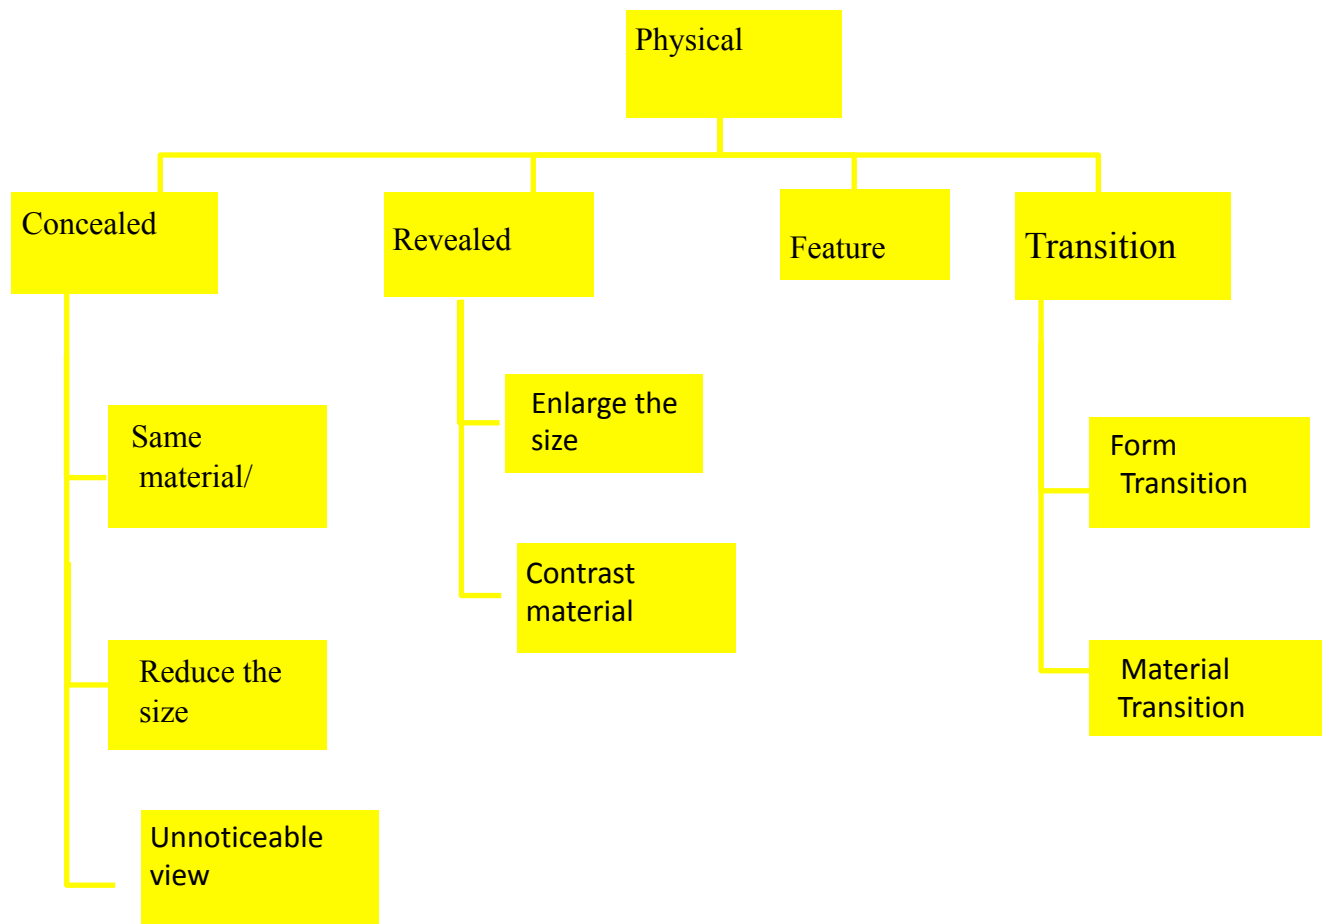 Physical
Concealed
Revealed
Feature
Transition
Same
material/
Reduce the
size
Unnoticeable
view
Enlarge the
size
Contrast
material
Form
Transition
Material
Transition